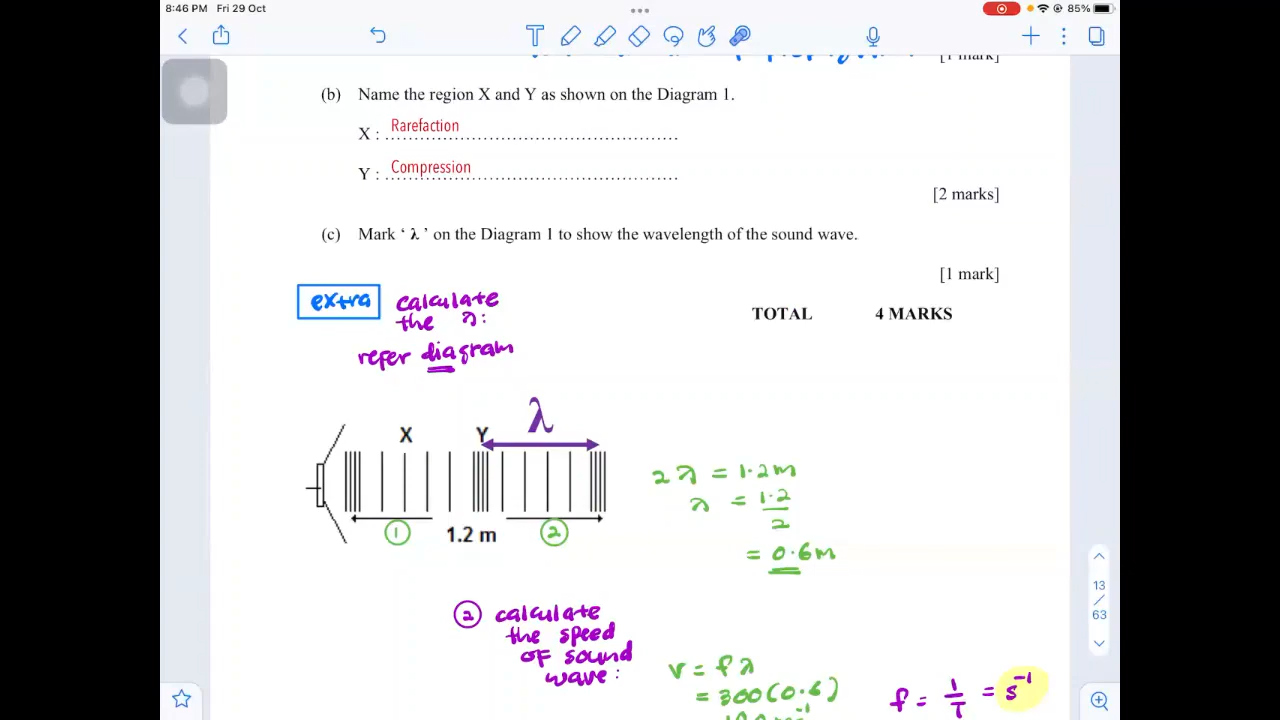 8:46 PM Fri 29 Oct
85%
[1 mark]
(b) Name the region X and Y as shown on the Diagram 1.
X : Rarefaction
Y : Compression
[2 marks]
(c) Mark ‘ λ ’ on the Diagram 1 to show the wavelength of the sound wave.
[1 mark]
extra calculate
the λ:
TOTAL 4 MARKS
refer diagram
λ
X Y
2 λ = 1.2m
λ = 1.2
2
= 0.6m
1 1.2 m 2
2 calculate
the speed
of sound
wave:
v = f λ
= 300(0.6)
f = 1/T = s⁻¹
13
/
63
T